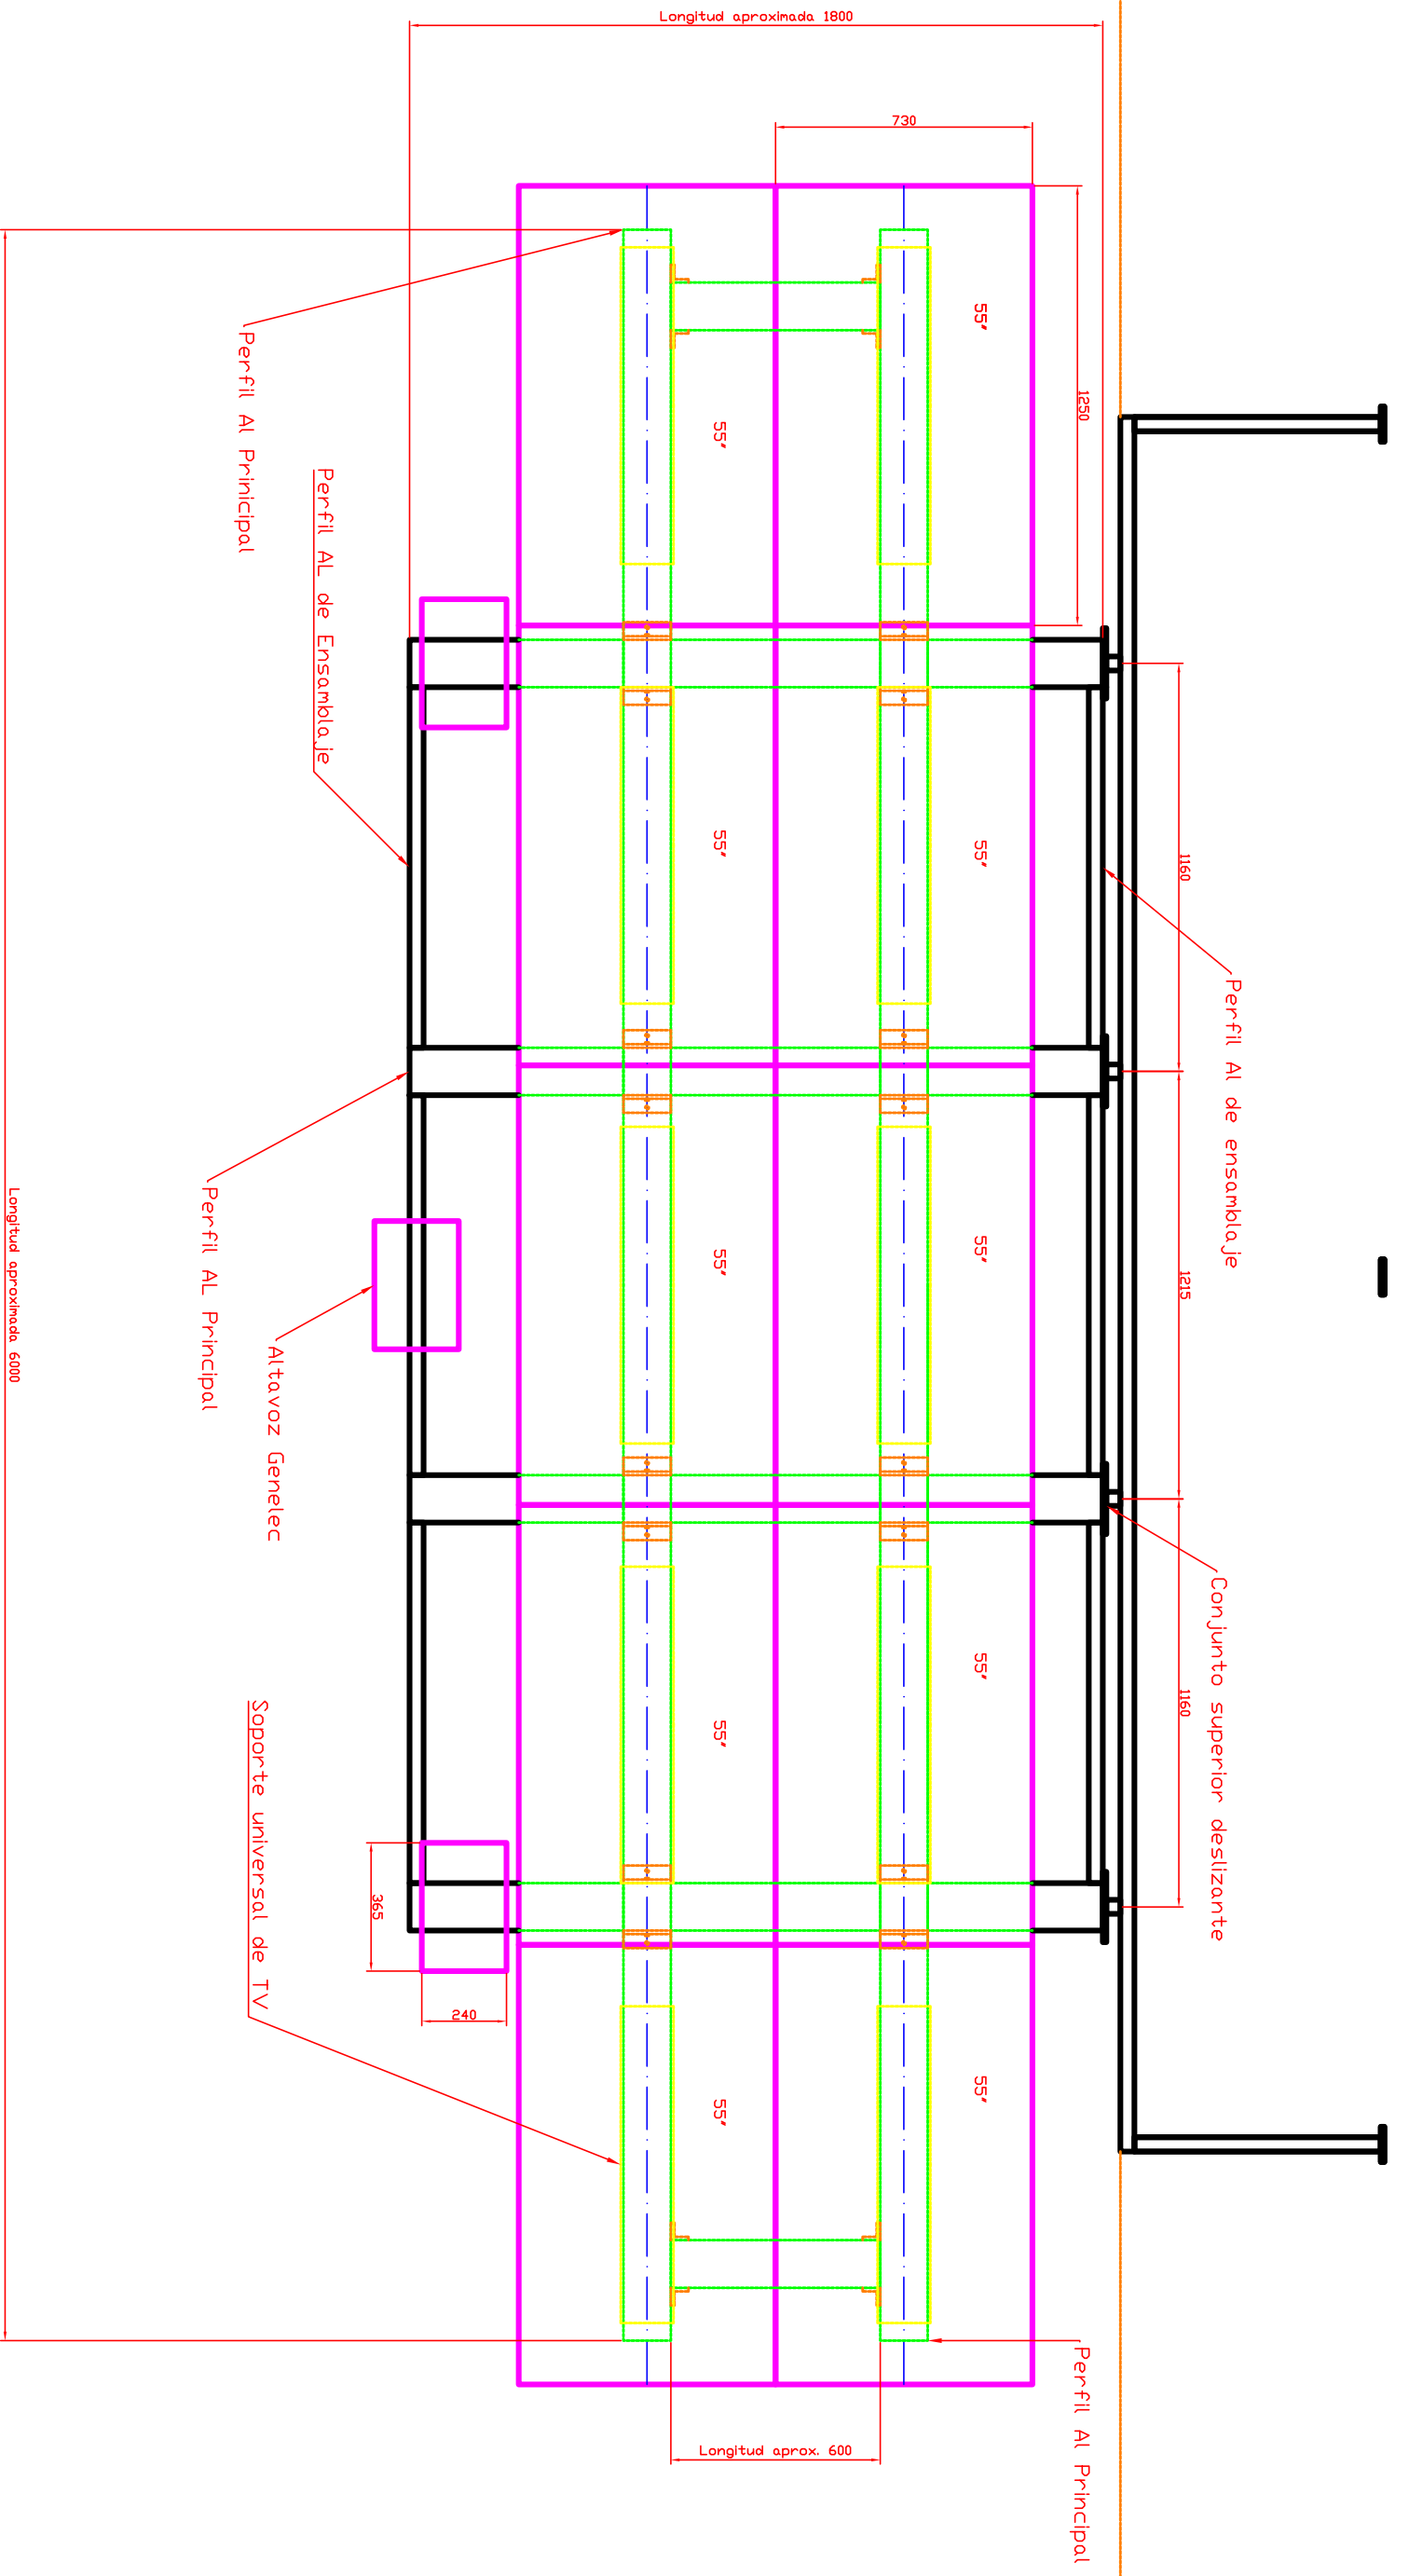 Longitud aproximada 1800
730
1250
55"
55"
55"
55"
55"
55"
55"
55"
55"
55"
1160
1215
1160
Perfil Al de ensamblaje
Conjunto superior deslizante
Perfil Al Principal
Perfil Al Prinicipal
Perfil AL de Ensamblaje
Perfil AL Principal
Altavoz Genelec
Soporte universal de TV
365
240
Longitud aprox. 600
Longitud aproximada 6000